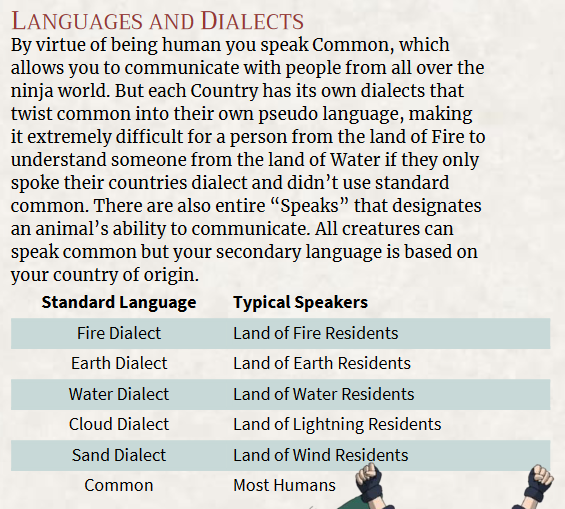 Languages and Dialects
By virtue of being human you speak Common, which
allows you to communicate with people from all over the
ninja world. But each Country has its own dialects that
twist common into their own pseudo language, making
it extremely difficult for a person from the land of Fire to
understand someone from the land of Water if they only
spoke their countries dialect and didn’t use standard
common. There are also entire “Speaks” that designates
an animal’s ability to communicate. All creatures can
speak common but your secondary language is based on
your country of origin.
Standard Language Typical Speakers
Fire Dialect Land of Fire Residents
Earth Dialect Land of Earth Residents
Water Dialect Land of Water Residents
Cloud Dialect Land of Lightning Residents
Sand Dialect Land of Wind Residents
Common Most Humans